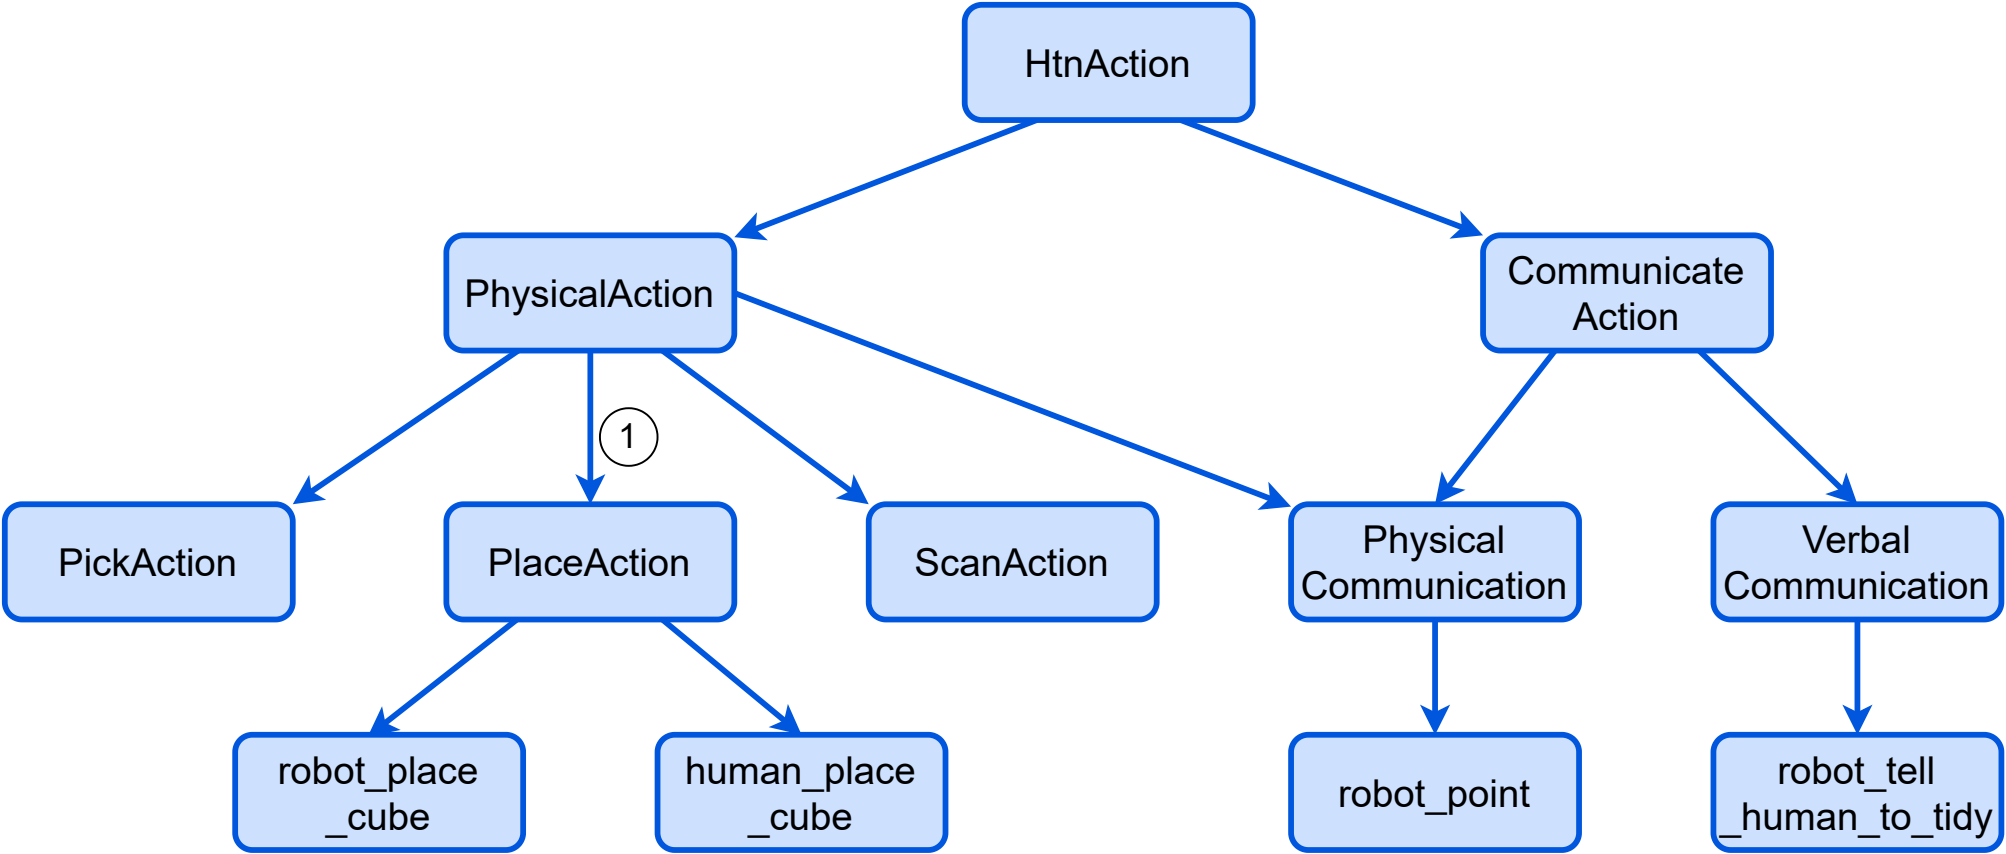 HtnAction
PhysicalAction
Communicate
Action
1
PickAction
PlaceAction
ScanAction
Physical
Communication
Verbal
Communication
robot_place
_cube
human_place
_cube
robot_point
robot_tell
_human_to_tidy